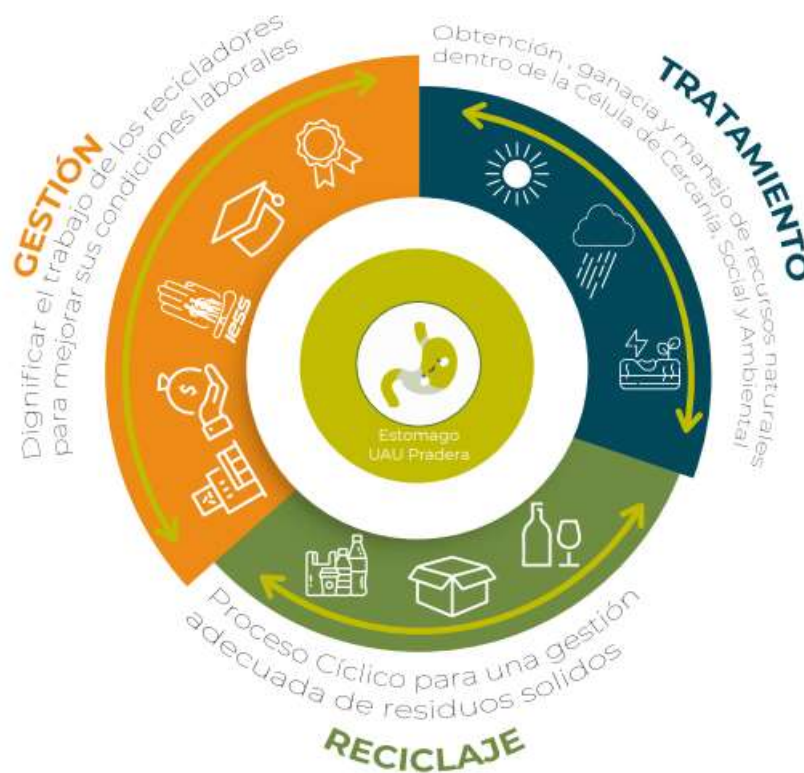 GESTIÓN
Dignificar el trabajo de los recicladores
para mejorar sus condiciones laborales
TRATAMIENTO
Obtención , ganacia y manejo de recursos naturales
dentro de la Célula de Cercanía, Social y Ambiental
iess
$
Estomago
UAU Pradera
Proceso Cíclico para una gestión
adecuada de residuos solidos
RECICLAJE